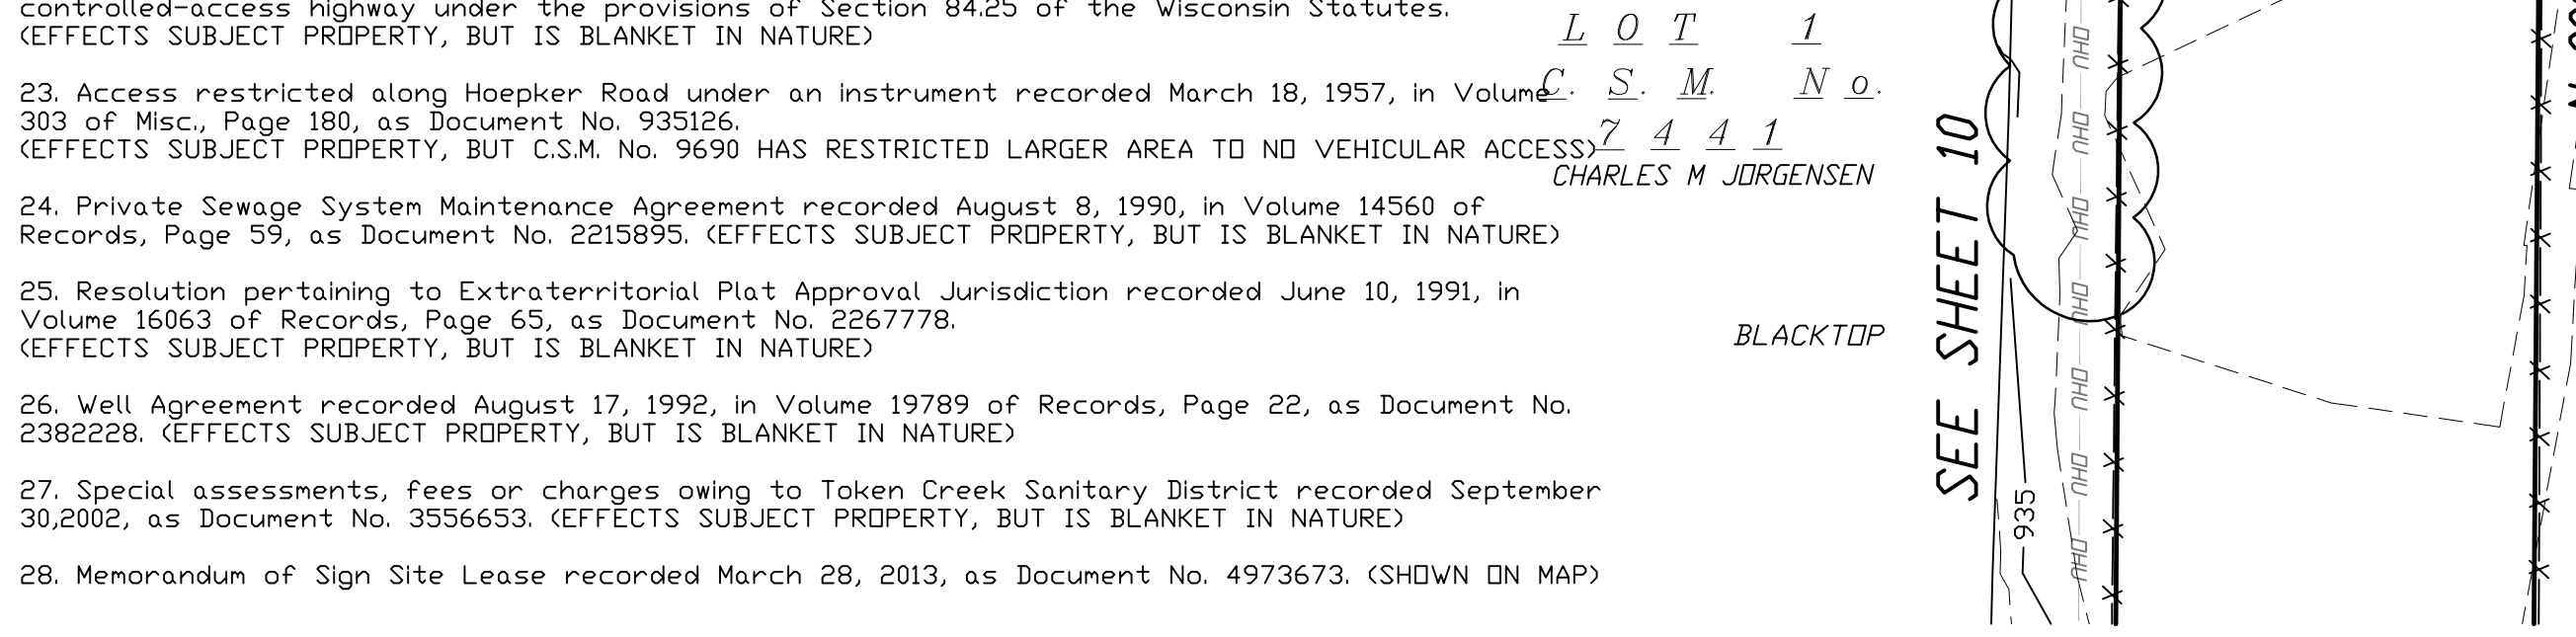 controlled-access highway under the provisions of Section 84.25 of the Wisconsin Statutes.
(EFFECTS SUBJECT PROPERTY, BUT IS BLANKET IN NATURE)
23. Access restricted along Hoepker Road under an instrument recorded March 18, 1957, in Volume
303 of Misc., Page 180, as Document No. 935126.
(EFFECTS SUBJECT PROPERTY, BUT C.S.M. No. 9690 HAS RESTRICTED LARGER AREA TO NO VEHICULAR ACCESS)
24. Private Sewage System Maintenance Agreement recorded August 8, 1990, in Volume 14560 of
Records, Page 59, as Document No. 2215895. (EFFECTS SUBJECT PROPERTY, BUT IS BLANKET IN NATURE)
25. Resolution pertaining to Extraterritorial Plat Approval Jurisdiction recorded June 10, 1991, in
Volume 16063 of Records, Page 65, as Document No. 2267778.
(EFFECTS SUBJECT PROPERTY, BUT IS BLANKET IN NATURE)
26. Well Agreement recorded August 17, 1992, in Volume 19789 of Records, Page 22, as Document No.
2382228. (EFFECTS SUBJECT PROPERTY, BUT IS BLANKET IN NATURE)
27. Special assessments, fees or charges owing to Token Creek Sanitary District recorded September
30,2002, as Document No. 3556653. (EFFECTS SUBJECT PROPERTY, BUT IS BLANKET IN NATURE)
28. Memorandum of Sign Site Lease recorded March 28, 2013, as Document No. 4973673. (SHOWN ON MAP)
LOT 1
C.S.M. No.
7441
CHARLES M JORGENSEN
BLACKTOP
SEE SHEET 10
935
OHU
OHU
OHU
OHU
OHU
OHU
OHU